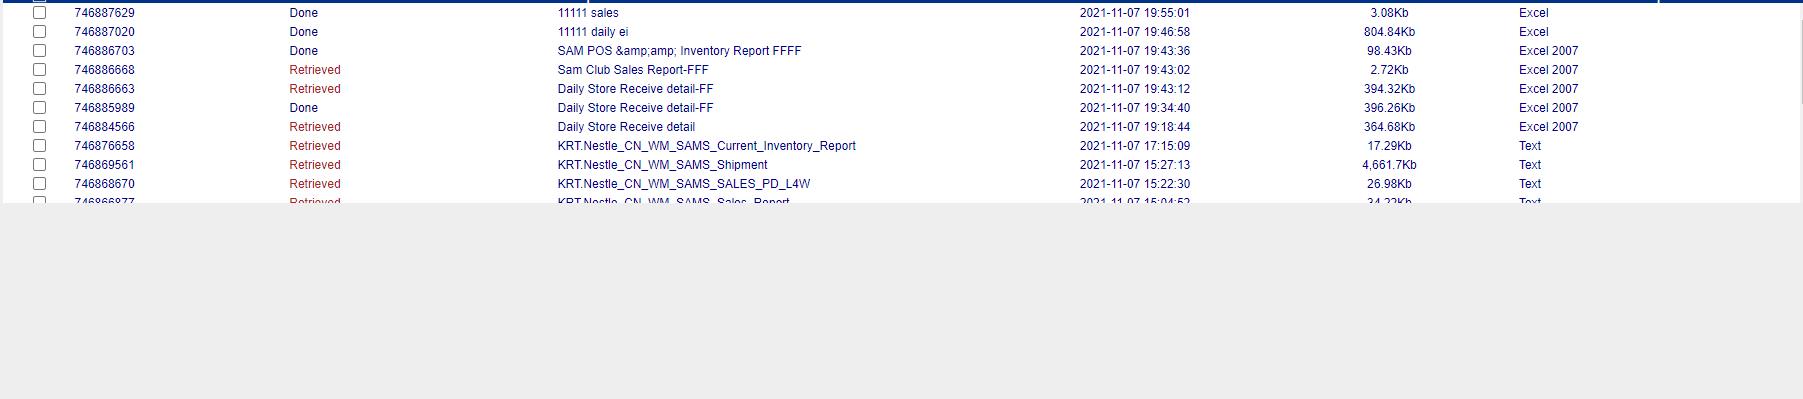 746887629 Done 11111 sales 2021-11-07 19:55:01 3.08Kb Excel
746887020 Done 11111 daily ei 2021-11-07 19:46:58 804.84Kb Excel
746886703 Done SAM POS &amp;amp; Inventory Report FFFF 2021-11-07 19:43:36 98.43Kb Excel 2007
746886668 Retrieved Sam Club Sales Report-FFF 2021-11-07 19:43:02 2.72Kb Excel 2007
746886663 Retrieved Daily Store Receive detail-FF 2021-11-07 19:43:12 394.32Kb Excel 2007
746885989 Done Daily Store Receive detail-FF 2021-11-07 19:34:40 396.26Kb Excel 2007
746884566 Retrieved Daily Store Receive detail 2021-11-07 19:18:44 364.68Kb Excel 2007
746876658 Retrieved KRT.Nestle_CN_WM_SAMS_Current_Inventory_Report 2021-11-07 17:15:09 17.29Kb Text
746869561 Retrieved KRT.Nestle_CN_WM_SAMS_Shipment 2021-11-07 15:27:13 4,661.7Kb Text
746868670 Retrieved KRT.Nestle_CN_WM_SAMS_SALES_PD_L4W 2021-11-07 15:22:30 26.98Kb Text
746866877 Retrieved KRT.Nestle_CN_WM_SAMS_Sales_Report 2021-11-07 15:04:52 34.22Kb Text